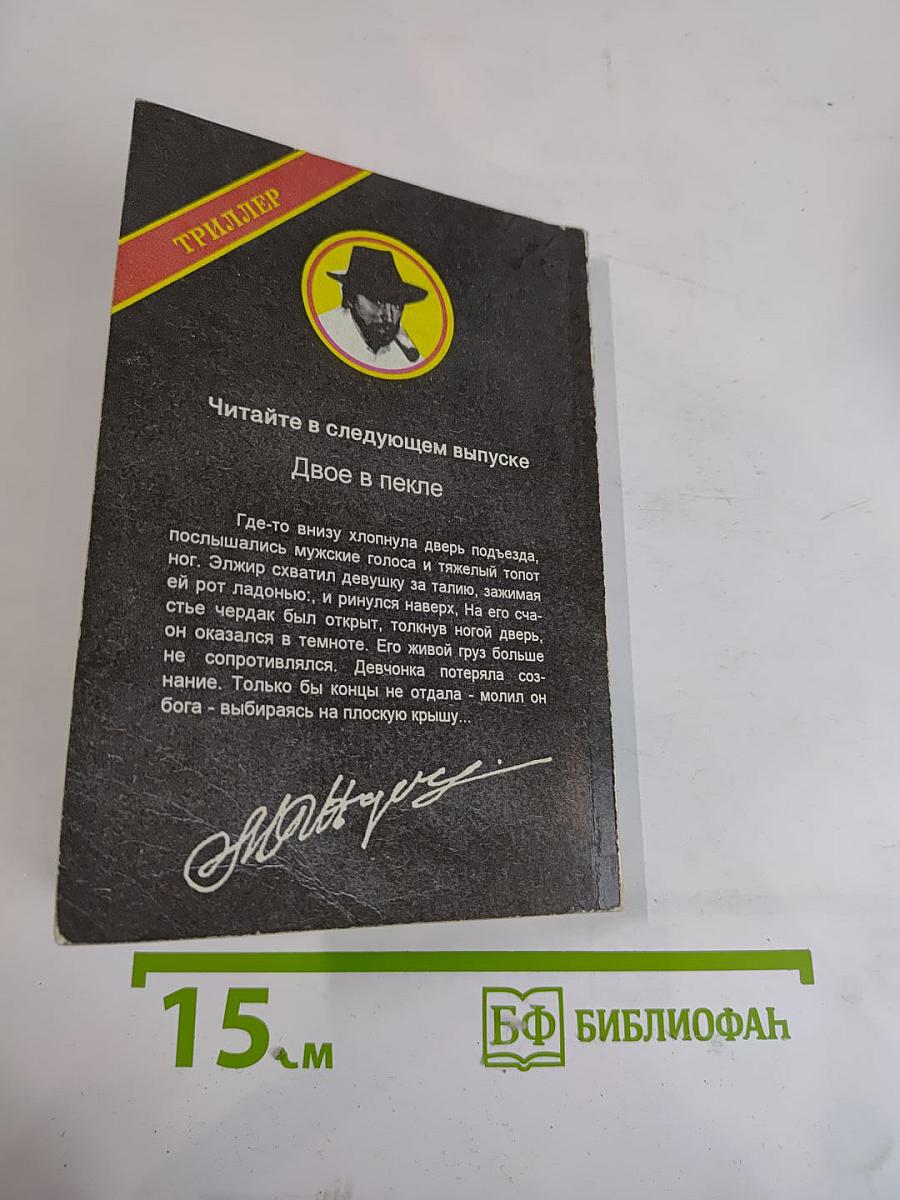 ТРИЛЛЕР
Читайте в следующем выпуске
Двое в пекле
Где-то внизу хлопнула дверь подъезда,
послышались мужские голоса и тяжелый топот
ног. Элжир схватил девушку за талию, зажимая
ей рот ладонью:, и ринулся наверх, На его сча-
стье чердак был открыт, толкнув ногой дверь,
он оказался в темноте. Его живой груз больше
не сопротивлялся. Девчонка потеряла соз-
нание. Только бы концы не отдала - молил он
бога - выбираясь на плоскую крышу...
15 см
БФ БИБЛИОФАН